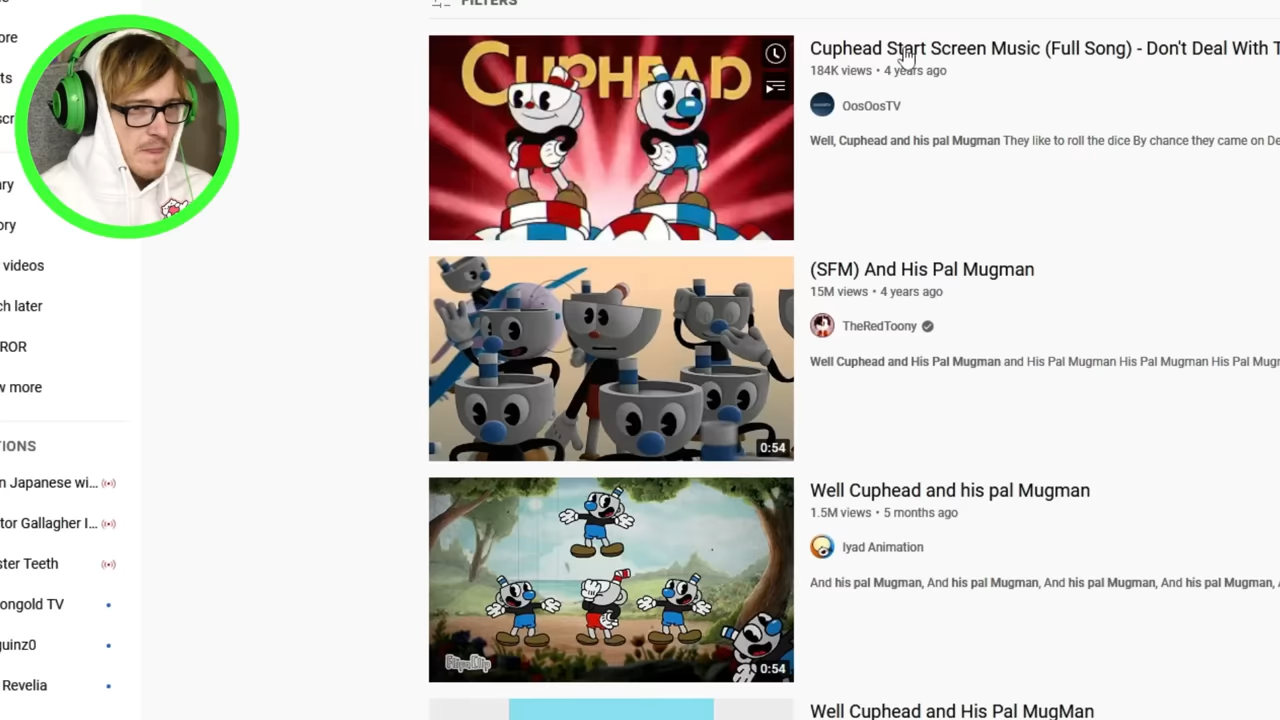 FILTERS
CUPHEAD
Cuphead Start Screen Music (Full Song) - Don't Deal With T
184K views • 4 years ago
OosOosTV
Well, Cuphead and his pal Mugman They like to roll the dice By chance they came on De
(SFM) And His Pal Mugman
15M views • 4 years ago
TheRedToony
Well Cuphead and His Pal Mugman and His Pal Mugman His Pal Mugman His Pal Mugr
0:54
Well Cuphead and his pal Mugman
1.5M views • 5 months ago
Iyad Animation
And his pal Mugman, And his pal Mugman, And his pal Mugman, And his pal Mugman, A
FlipaClip
0:54
Well Cuphead and His Pal MugMan
ore
ts
scr
ary
ory
videos
ch later
ROR
w more
TIONS
n Japanese wi...
tor Gallagher I...
ster Teeth
ongold TV
guinz0
Revelia